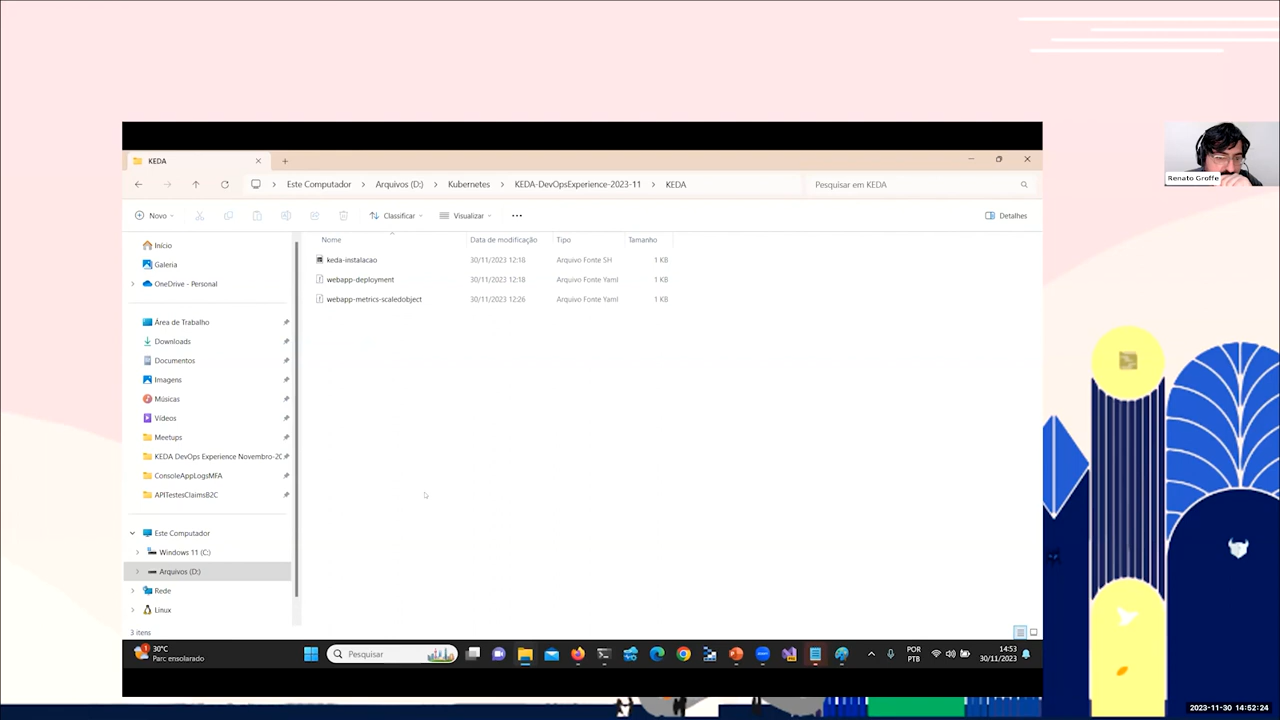 KEDA
Este Computador > Arquivos (D:) > Kubernetes > KEDA-DevOpsExperience-2023-11 > KEDA
Pesquisar em KEDA
Novo
Classificar
Visualizar
Detalhes
Nome Data de modificação Tipo Tamanho
keda-instalacao 30/11/2023 12:18 Arquivo Fonte SH 1 KB
webapp-deployment 30/11/2023 12:18 Arquivo Fonte Yaml 1 KB
webapp-metrics-scaledobject 30/11/2023 12:26 Arquivo Fonte Yaml 1 KB
Início
Galeria
OneDrive - Personal
Área de Trabalho
Downloads
Documentos
Imagens
Músicas
Vídeos
Meetups
KEDA DevOps Experience Novembro-20
ConsoleAppLogsMFA
APITestesClaimsB2C
Este Computador
Windows 11 (C:)
Arquivos (D:)
Rede
Linux
3 itens
1
30°C
Parc ensolarado
Pesquisar
POR
PTB
14:53
30/11/2023
Renato Groffe
2023-11-30 14:52:24